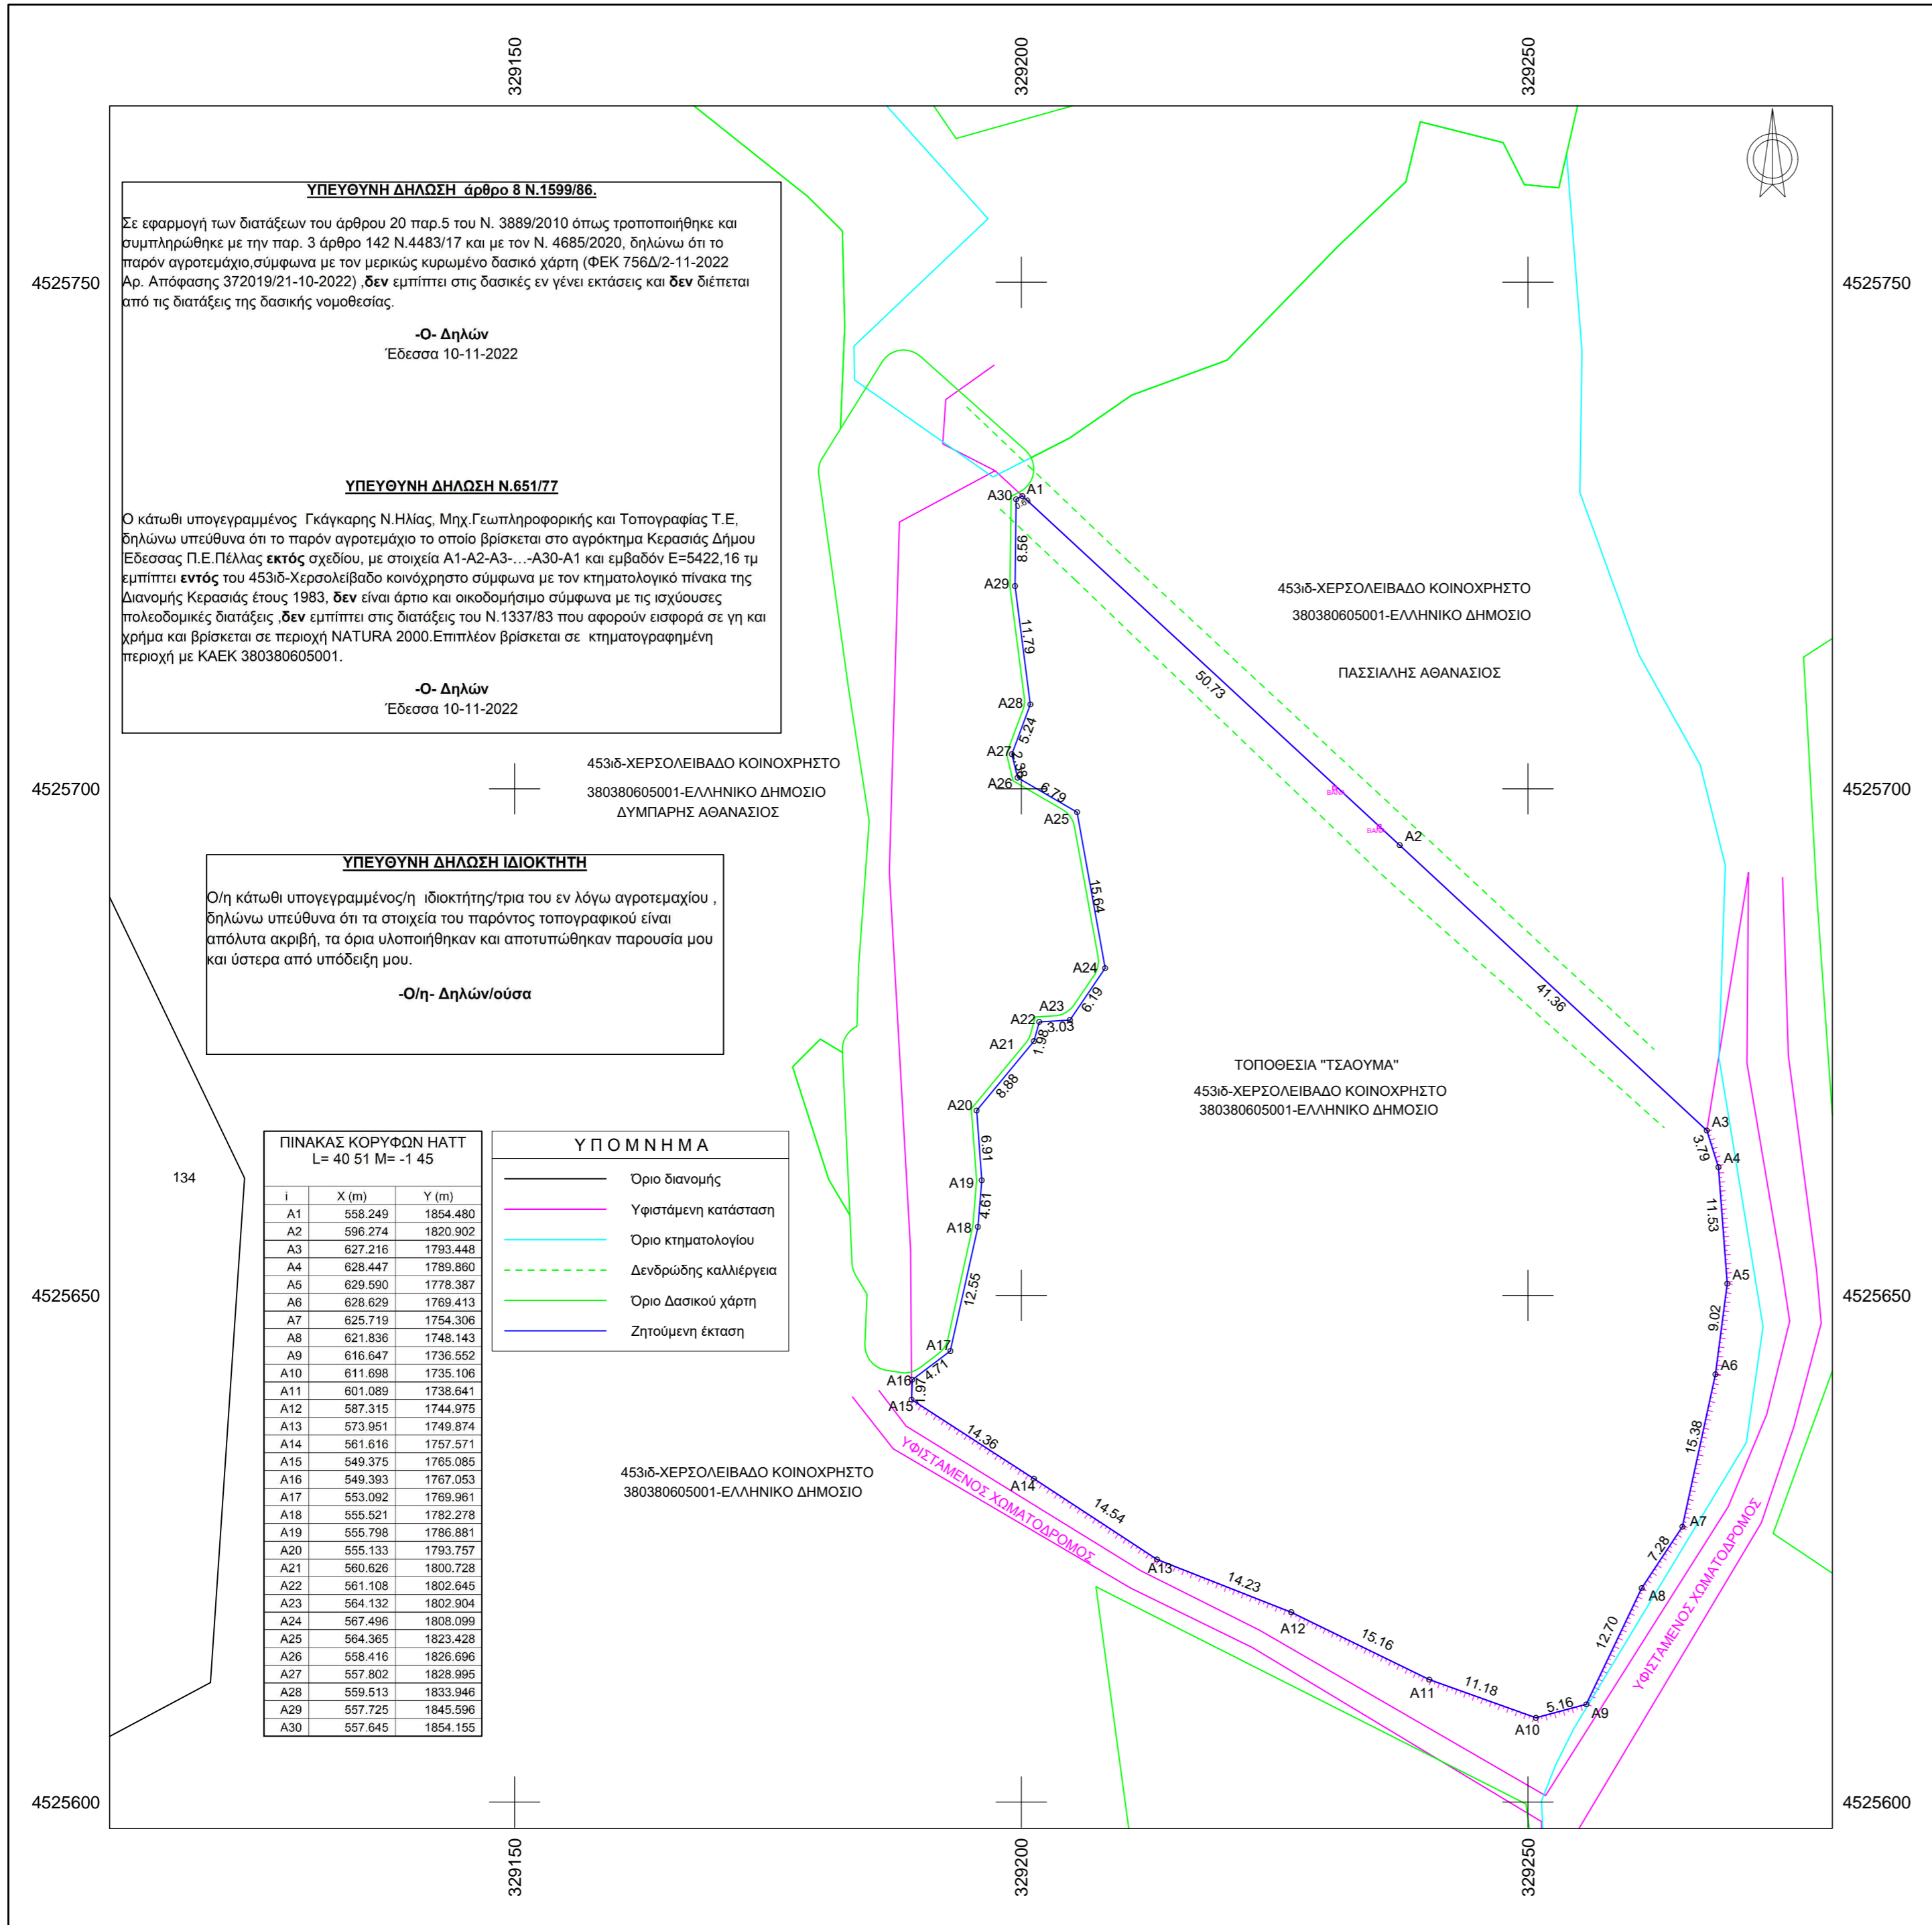 329150
329200
329250
4525750
4525750
ΥΠΕΥΘΥΝΗ ΔΗΛΩΣΗ άρθρο 8 Ν.1599/86.
Σε εφαρμογή των διατάξεων του άρθρου 20 παρ.5 του Ν. 3889/2010 όπως τροποποιήθηκε και
συμπληρώθηκε με την παρ. 3 άρθρο 142 Ν.4483/17 και με τον Ν. 4685/2020, δηλώνω ότι το
παρόν αγροτεμάχιο,σύμφωνα με τον μερικώς κυρωμένο δασικό χάρτη (ΦΕΚ 756Δ/2-11-2022
Αρ. Απόφασης 372019/21-10-2022) ,δεν εμπίπτει στις δασικές εν γένει εκτάσεις και δεν διέπεται
από τις διατάξεις της δασικής νομοθεσίας.
-Ο- Δηλών
Έδεσσα 10-11-2022
ΥΠΕΥΘΥΝΗ ΔΗΛΩΣΗ Ν.651/77
Ο κάτωθι υπογεγραμμένος Γκάγκαρης Ν.Ηλίας, Μηχ.Γεωπληροφορικής και Τοπογραφίας Τ.Ε,
δηλώνω υπεύθυνα ότι το παρόν αγροτεμάχιο το οποίο βρίσκεται στο αγρόκτημα Κερασιάς Δήμου
Έδεσσας Π.Ε.Πέλλας εκτός σχεδίου, με στοιχεία Α1-Α2-Α3-...-Α30-Α1 και εμβαδόν Ε=5422,16 τμ
εμπίπτει εντός του 453ιδ-Χερσολείβαδο κοινόχρηστο σύμφωνα με τον κτηματολογικό πίνακα της
Διανομής Κερασιάς έτους 1983, δεν είναι άρτιο και οικοδομήσιμο σύμφωνα με τις ισχύουσες
πολεοδομικές διατάξεις ,δεν εμπίπτει στις διατάξεις του Ν.1337/83 που αφορούν εισφορά σε γη και
χρήμα και βρίσκεται σε περιοχή NATURA 2000.Επιπλέον βρίσκεται σε κτηματογραφημένη
περιοχή με ΚΑΕΚ 380380605001.
-Ο- Δηλών
Έδεσσα 10-11-2022
453ιδ-ΧΕΡΣΟΛΕΙΒΑΔΟ ΚΟΙΝΟΧΡΗΣΤΟ
380380605001-ΕΛΛΗΝΙΚΟ ΔΗΜΟΣΙΟ
ΠΑΣΣΙΑΛΗΣ ΑΘΑΝΑΣΙΟΣ
453ιδ-ΧΕΡΣΟΛΕΙΒΑΔΟ ΚΟΙΝΟΧΡΗΣΤΟ
380380605001-ΕΛΛΗΝΙΚΟ ΔΗΜΟΣΙΟ
ΔΥΜΠΑΡΗΣ ΑΘΑΝΑΣΙΟΣ
4525700
4525700
ΥΠΕΥΘΥΝΗ ΔΗΛΩΣΗ ΙΔΙΟΚΤΗΤΗ
Ο/η κάτωθι υπογεγραμμένος/η ιδιοκτήτης/τρια του εν λόγω αγροτεμαχίου ,
δηλώνω υπεύθυνα ότι τα στοιχεία του παρόντος τοπογραφικού είναι
απόλυτα ακριβή, τα όρια υλοποιήθηκαν και αποτυπώθηκαν παρουσία μου
και ύστερα από υπόδειξη μου.
-Ο/η- Δηλών/ούσα
ΤΟΠΟΘΕΣΙΑ "ΤΣΑΟΥΜΑ"
453ιδ-ΧΕΡΣΟΛΕΙΒΑΔΟ ΚΟΙΝΟΧΡΗΣΤΟ
380380605001-ΕΛΛΗΝΙΚΟ ΔΗΜΟΣΙΟ
134
ΠΙΝΑΚΑΣ ΚΟΡΥΦΩΝ HATT
L= 40 51 M= -1 45
i X (m) Y (m)
A1 558.249 1854.480
A2 596.274 1820.902
A3 627.216 1793.448
A4 628.447 1789.860
A5 629.590 1778.387
A6 628.629 1769.413
A7 625.719 1754.306
A8 621.836 1748.143
A9 616.647 1736.552
A10 611.698 1735.106
A11 601.089 1738.641
A12 587.315 1744.975
A13 573.951 1749.874
A14 561.616 1757.571
A15 549.375 1765.085
A16 549.393 1767.053
A17 553.092 1769.961
A18 555.521 1782.278
A19 555.798 1786.881
A20 555.133 1793.757
A21 560.626 1800.728
A22 561.108 1802.645
A23 564.132 1802.904
A24 567.496 1808.099
A25 564.365 1823.428
A26 558.416 1826.696
A27 557.802 1828.995
A28 559.513 1833.946
A29 557.725 1845.596
A30 557.645 1854.155
ΥΠΟΜΝΗΜΑ
Όριο διανομής
Υφιστάμενη κατάσταση
Όριο κτηματολογίου
Δενδρώδης καλλιέργεια
Όριο Δασικού χάρτη
Ζητούμενη έκταση
4525650
4525650
453ιδ-ΧΕΡΣΟΛΕΙΒΑΔΟ ΚΟΙΝΟΧΡΗΣΤΟ
380380605001-ΕΛΛΗΝΙΚΟ ΔΗΜΟΣΙΟ
ΥΦΙΣΤΑΜΕΝΟΣ ΧΩΜΑΤΟΔΡΟΜΟΣ
ΥΦΙΣΤΑΜΕΝΟΣ ΧΩΜΑΤΟΔΡΟΜΟΣ
A1
50.73
A2
41.36
A3
3.79
A4
11.53
A5
9.02
A6
15.38
A7
7.28
A8
12.70
A9
5.16
A10
11.18
A11
15.16
A12
14.23
A13
14.54
A14
14.36
A15
1.97
A16
4.71
A17
12.55
A18
4.61
A19
6.91
A20
8.88
A21
1.98
A22
3.03
A23
6.19
A24
15.64
A25
6.79
A26
2.38
A27
5.24
A28
11.79
A29
8.56
A30
4525600
4525600
329150
329200
329250